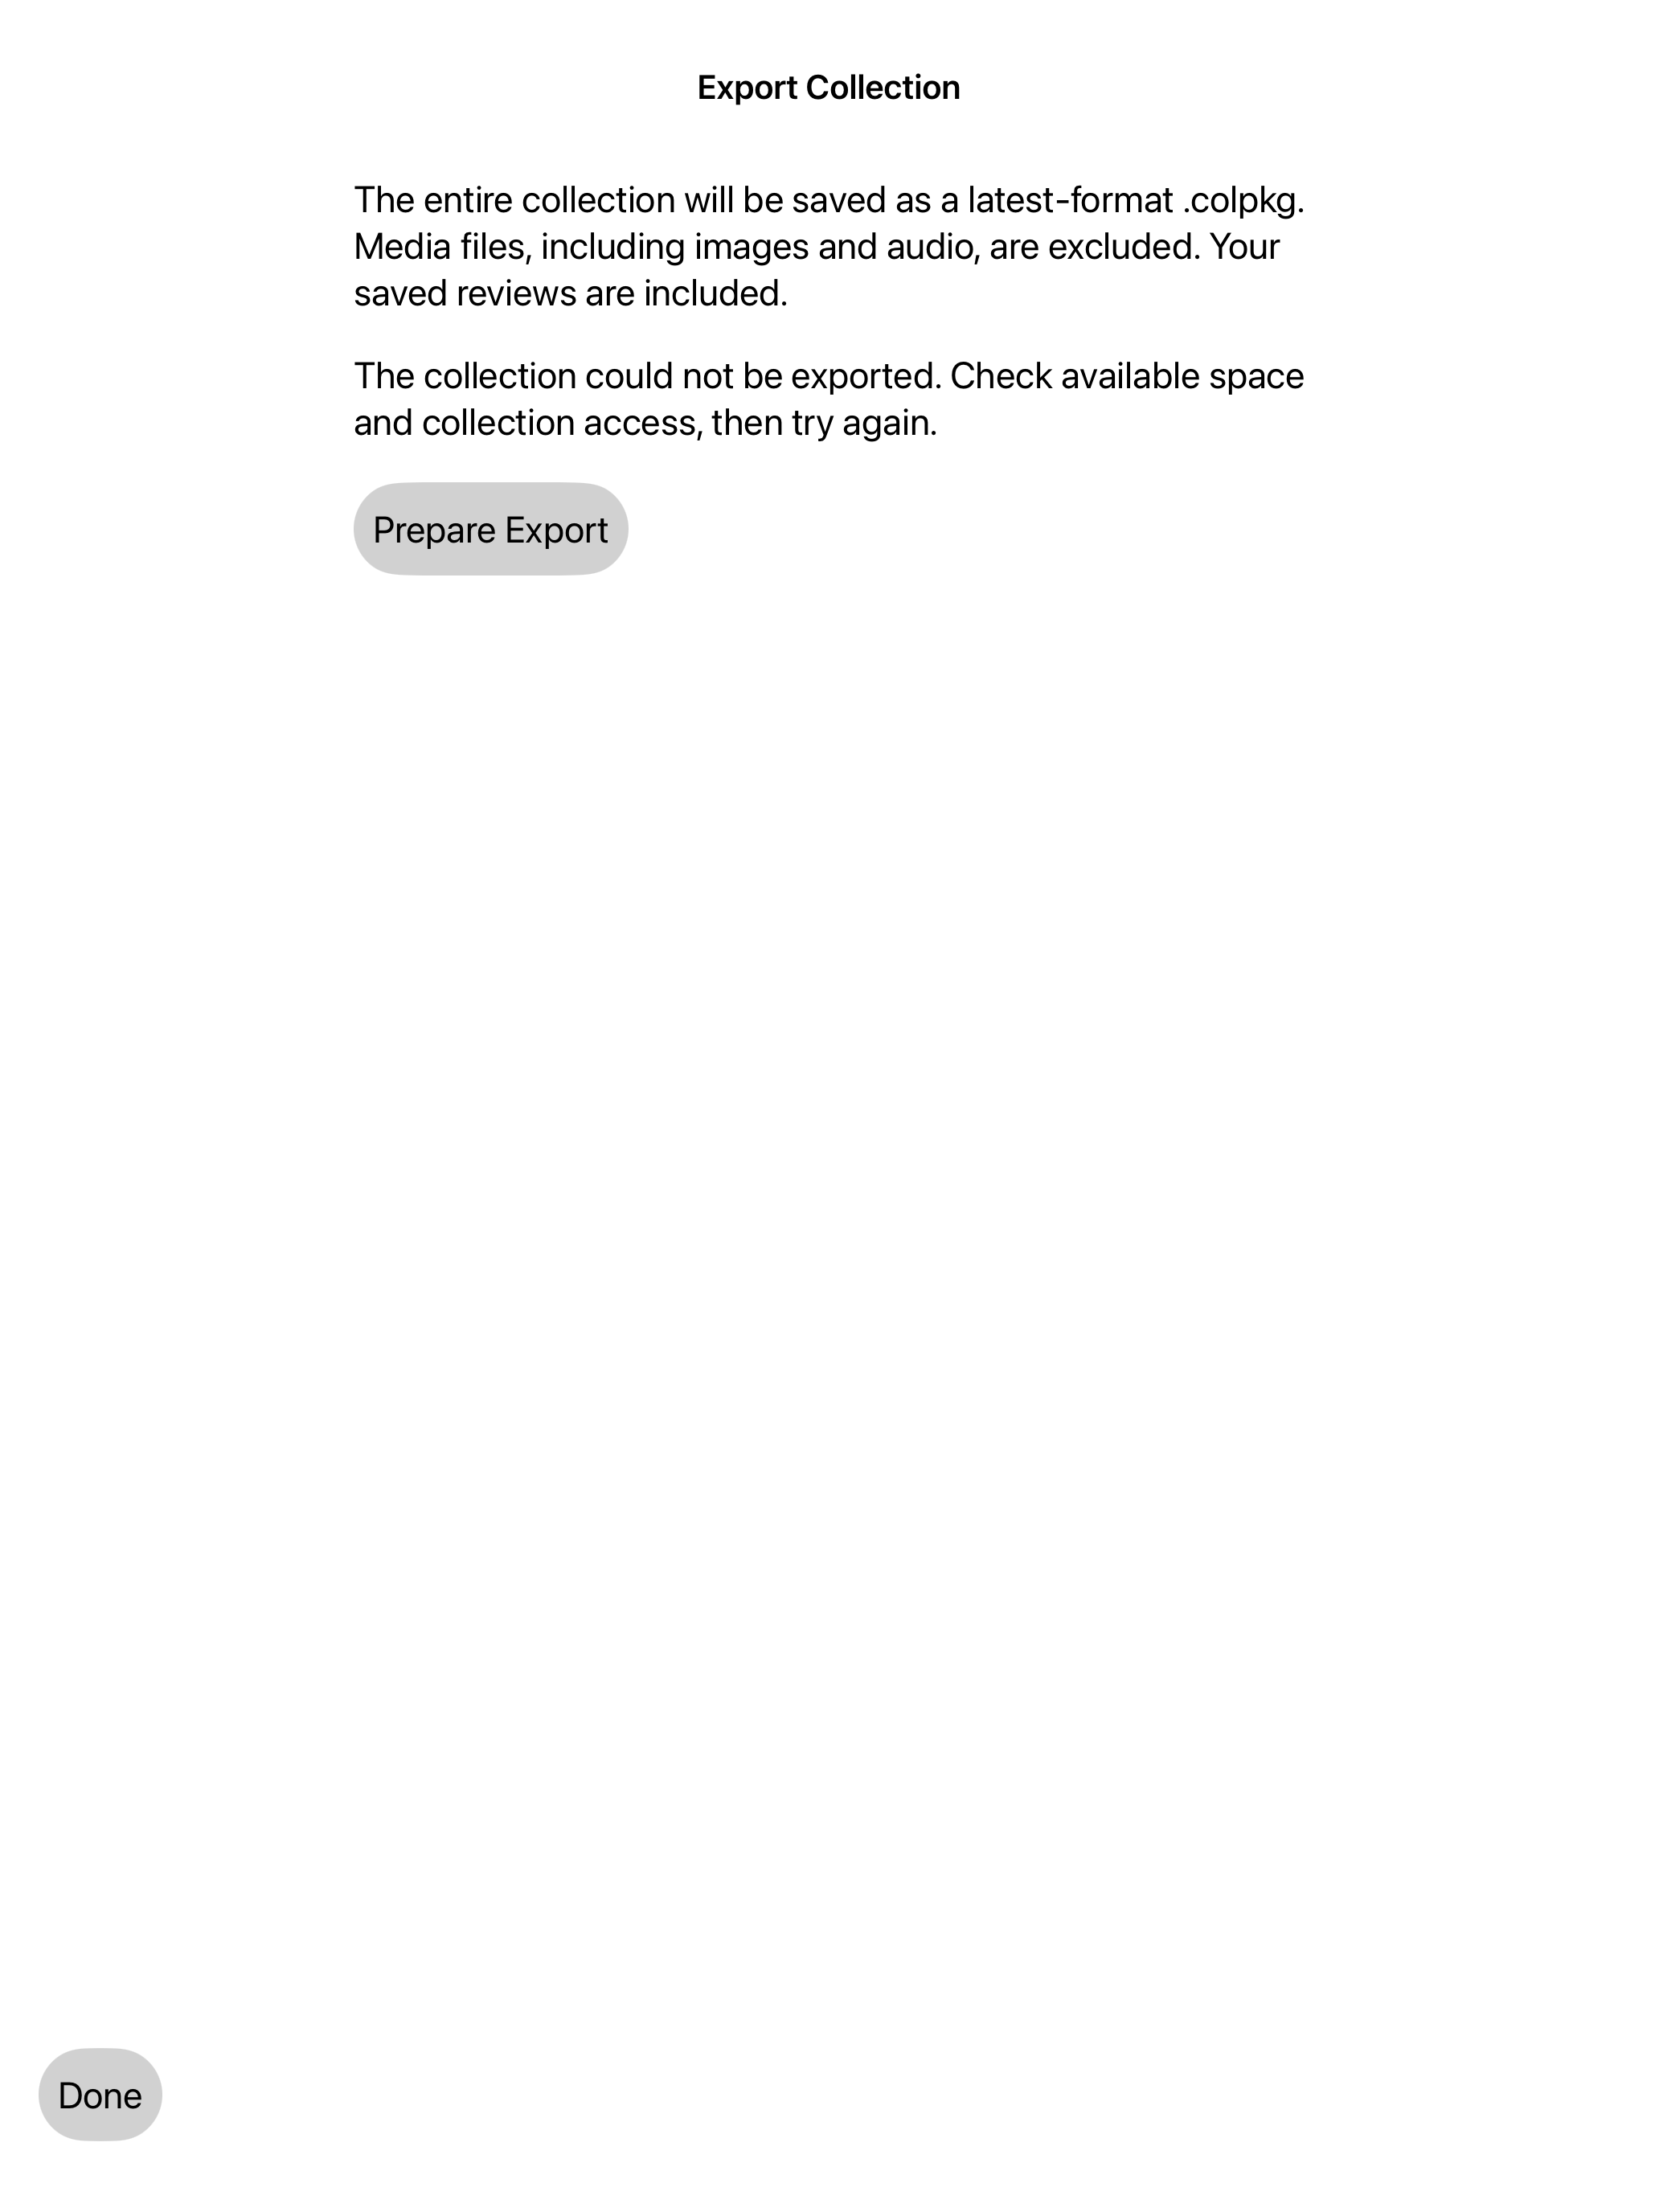 Export Collection
The entire collection will be saved as a latest-format .colpkg.
Media files, including images and audio, are excluded. Your
saved reviews are included.
The collection could not be exported. Check available space
and collection access, then try again.
Prepare Export
Done